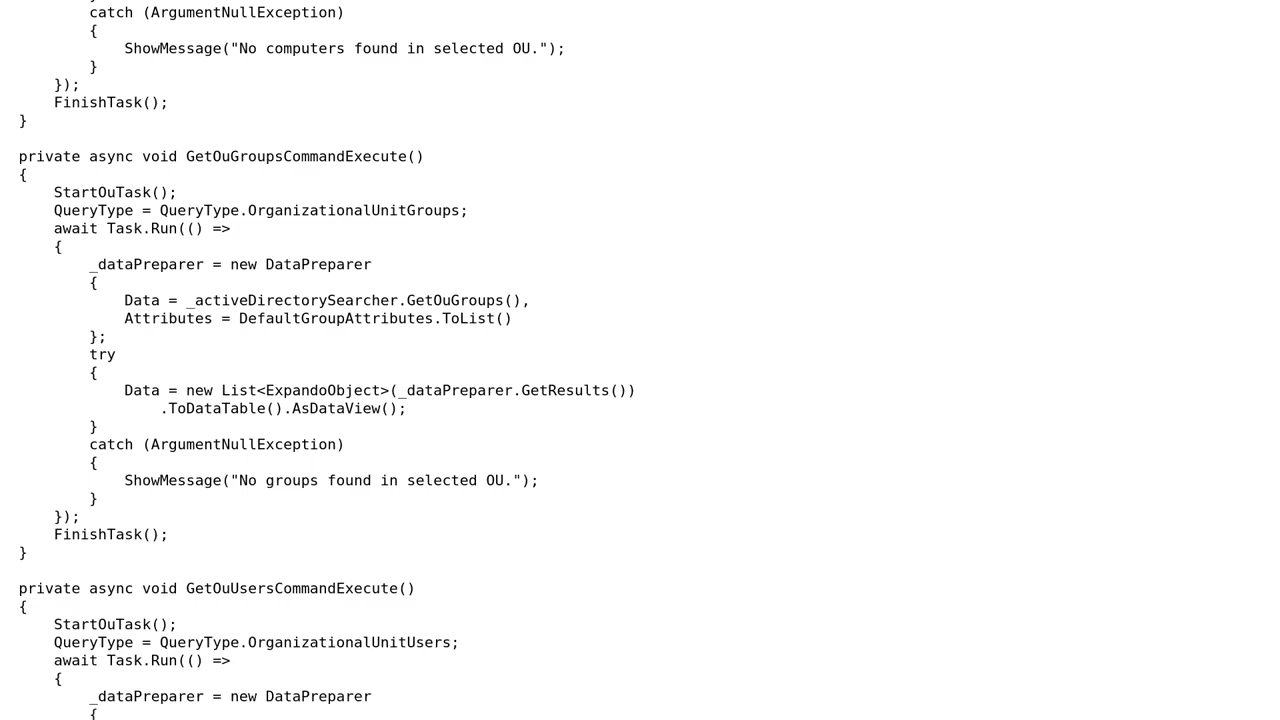 catch (ArgumentNullException)
        {
            ShowMessage("No computers found in selected OU.");
        }
    });
    FinishTask();
}

private async void GetOuGroupsCommandExecute()
{
    StartOuTask();
    QueryType = QueryType.OrganizationalUnitGroups;
    await Task.Run(() =>
    {
        _dataPreparer = new DataPreparer
        {
            Data = _activeDirectorySearcher.GetOuGroups(),
            Attributes = DefaultGroupAttributes.ToList()
        };
        try
        {
            Data = new List<ExpandoObject>(_dataPreparer.GetResults())
                .ToDataTable().AsDataView();
        }
        catch (ArgumentNullException)
        {
            ShowMessage("No groups found in selected OU.");
        }
    });
    FinishTask();
}

private async void GetOuUsersCommandExecute()
{
    StartOuTask();
    QueryType = QueryType.OrganizationalUnitUsers;
    await Task.Run(() =>
    {
        _dataPreparer = new DataPreparer
        {